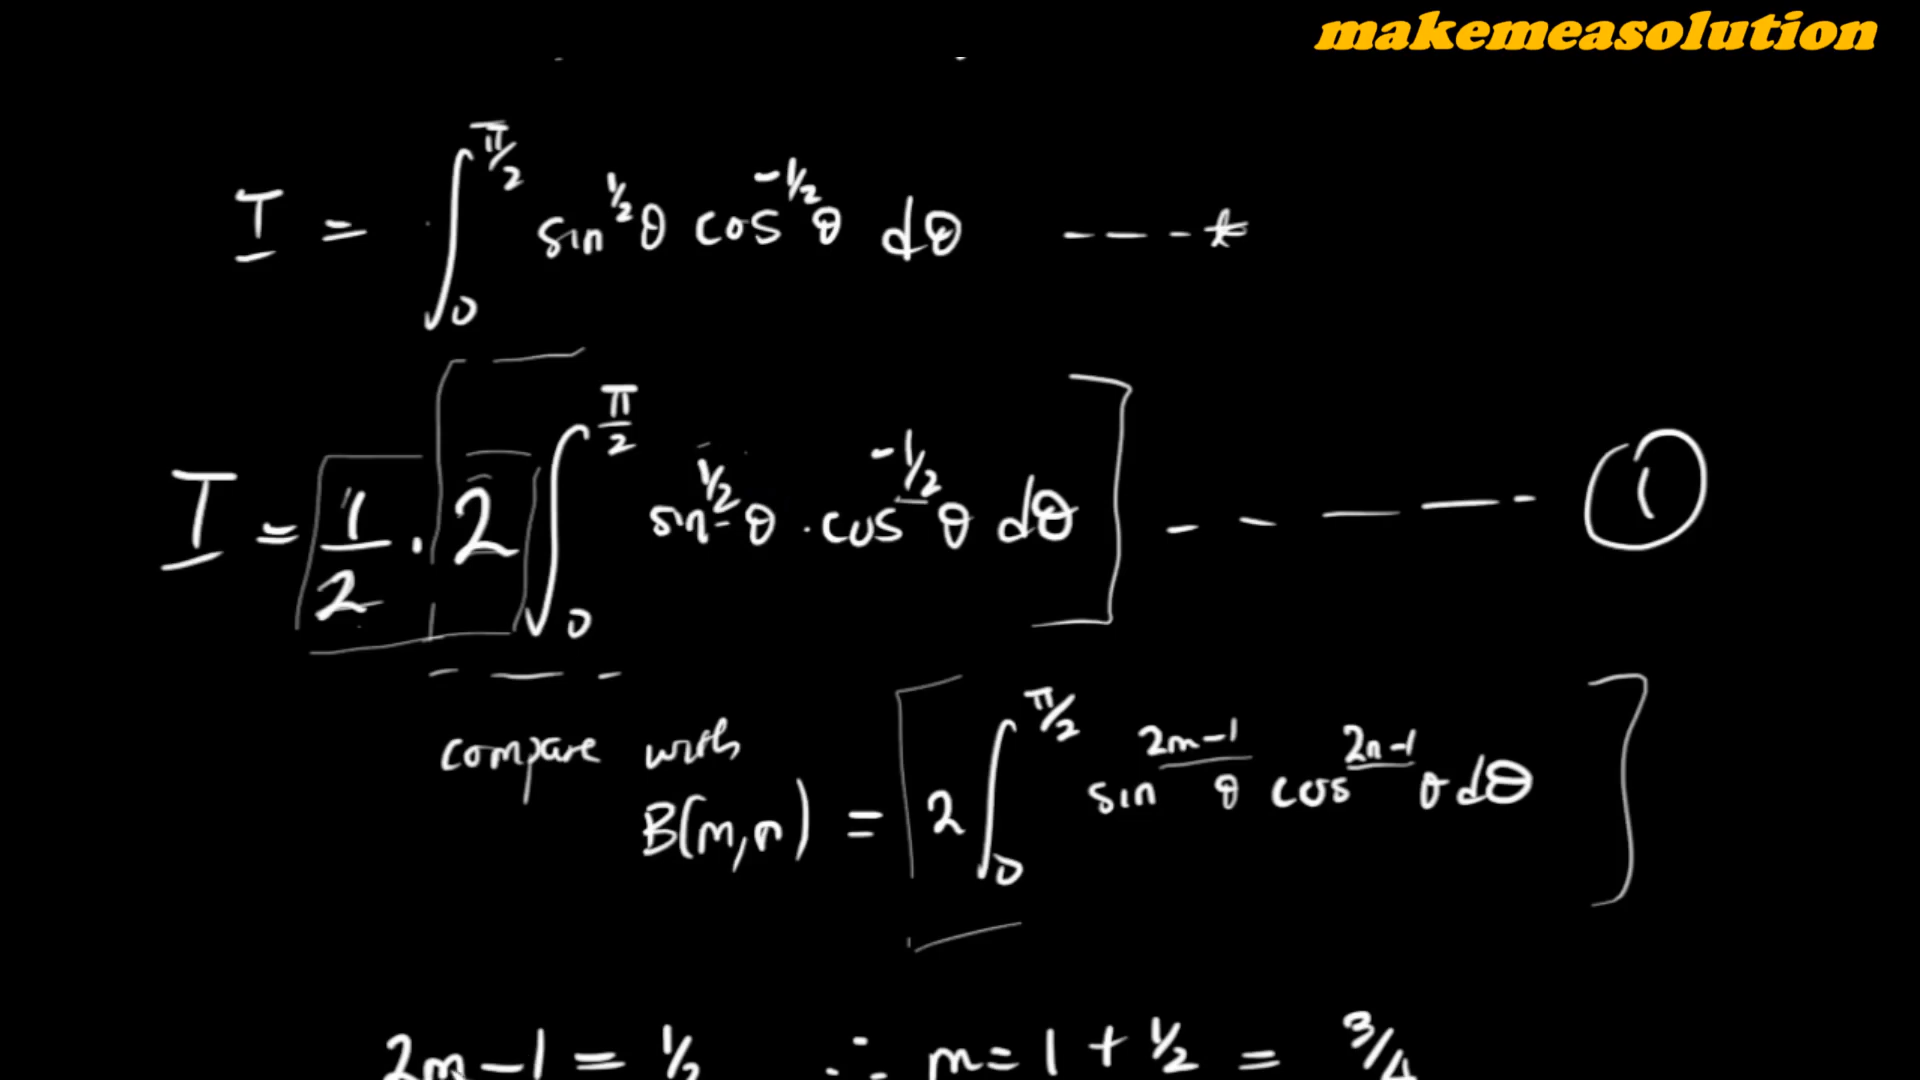 makemeasolution
I = ∫₀^{π/2} sin^{1/2}θ cos^{-1/2}θ dθ ----*
I = 1/2 · 2 ∫₀^{π/2} sin^{1/2}θ · cos^{-1/2}θ dθ ] ----- ①
compare with
B(m,n) = [ 2 ∫₀^{π/2} sin^{2m-1}θ cos^{2n-1}θ dθ ]
2m-1 = 1/2 ∴ m = 1 + 1/2 = 3/4